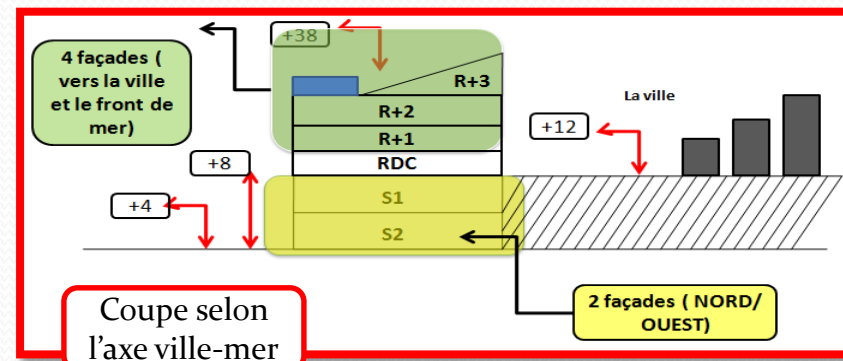 4 façades (
vers la ville
et le front de
mer)
+38
R+3
R+2
R+1
RDC
S1
S2
+8
+4
La ville
+12
2 façades ( NORD/
OUEST)
Coupe selon
l’axe ville-mer